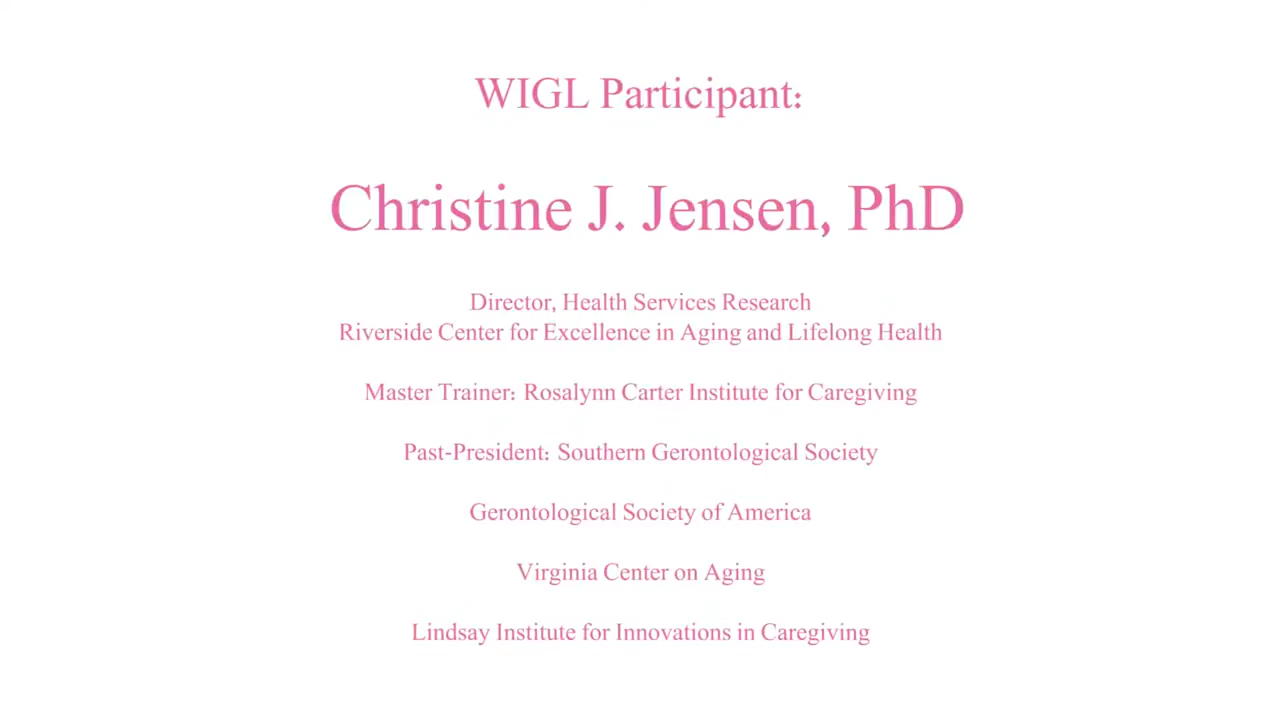 WIGL Participant:
Christine J. Jensen, PhD
Director, Health Services Research
Riverside Center for Excellence in Aging and Lifelong Health
Master Trainer: Rosalynn Carter Institute for Caregiving
Past-President: Southern Gerontological Society
Gerontological Society of America
Virginia Center on Aging
Lindsay Institute for Innovations in Caregiving